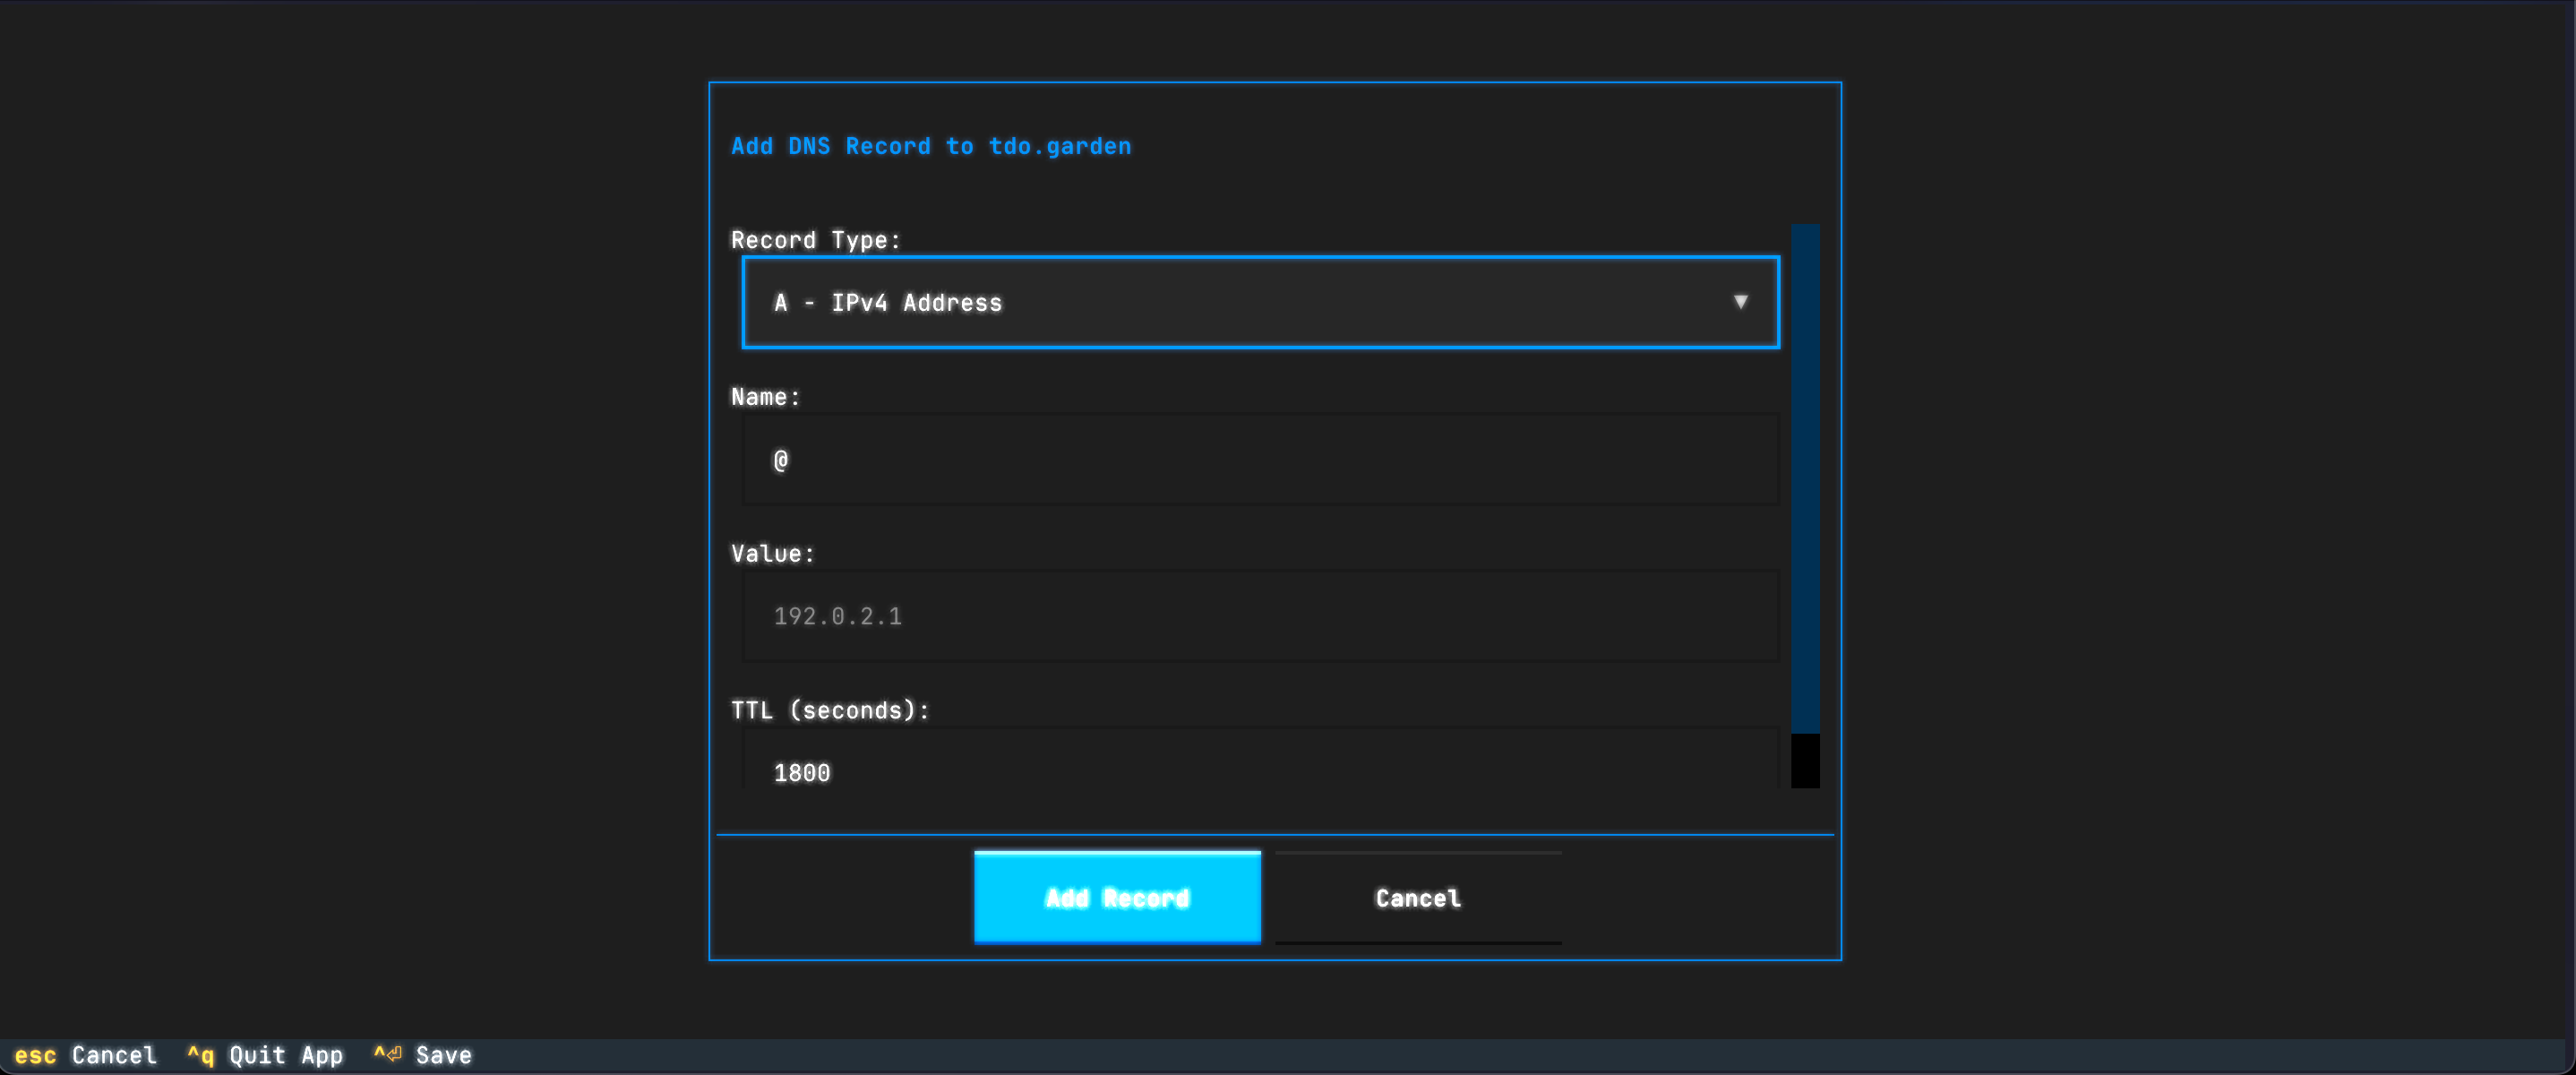 Add DNS Record to tdo.garden
Record Type:
A - IPv4 Address ▼
Name:
@
Value:
192.0.2.1
TTL (seconds):
1800
Add Record Cancel
esc Cancel ^q Quit App ^⏎ Save